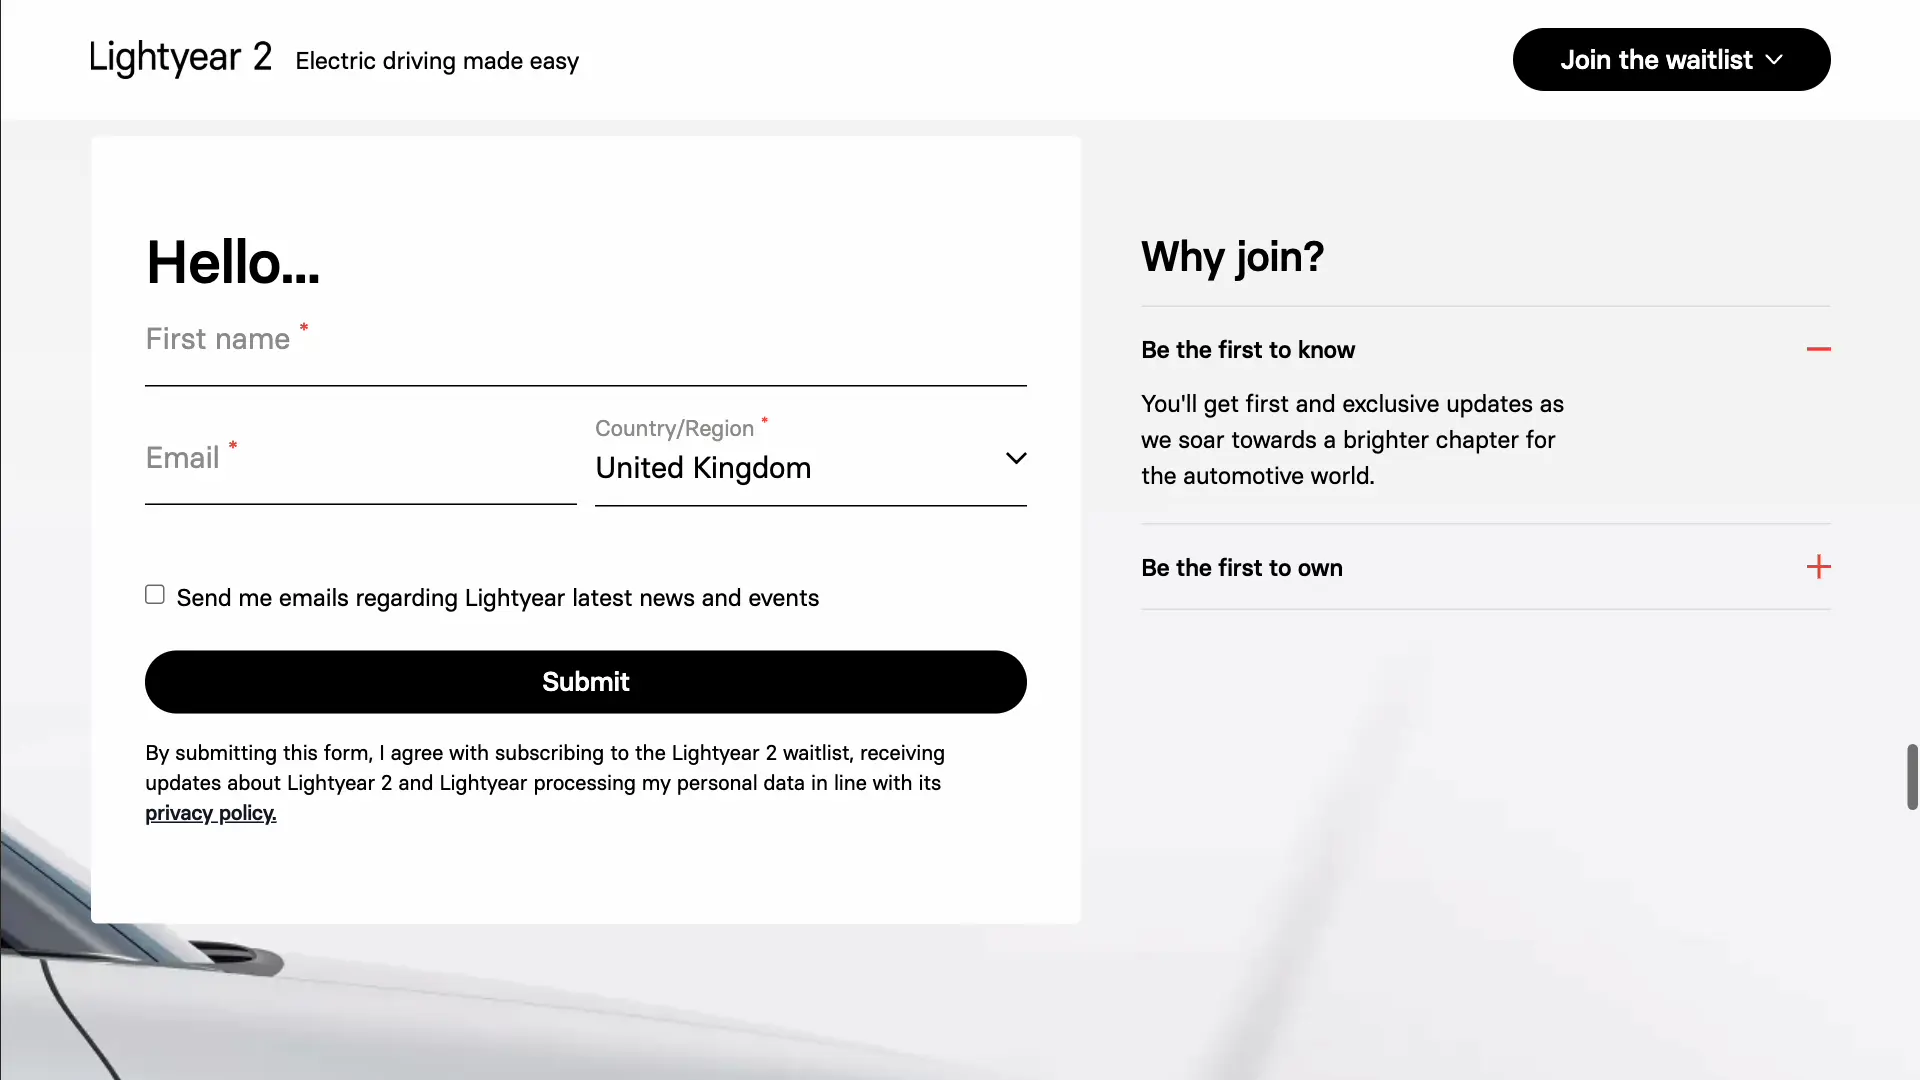 Lightyear 2 Electric driving made easy
Join the waitlist
Hello...
First name *
Email *
Country/Region *
United Kingdom
Send me emails regarding Lightyear latest news and events
Submit
By submitting this form, I agree with subscribing to the Lightyear 2 waitlist, receiving
updates about Lightyear 2 and Lightyear processing my personal data in line with its
privacy policy.
Why join?
Be the first to know
You'll get first and exclusive updates as
we soar towards a brighter chapter for
the automotive world.
Be the first to own